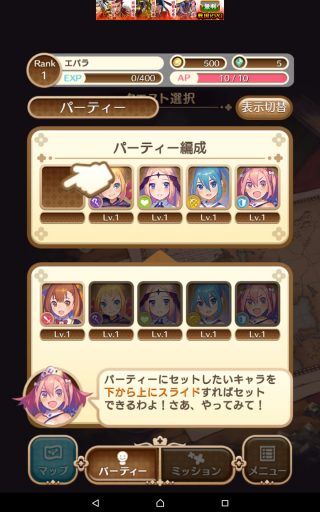 Rank
1
エパラ
500
5
EXP
0/400
AP
10/10
クエスト選択
パーティー
表示切替
パーティー編成
Lv.1
Lv.1
Lv.1
Lv.1
Lv.1
Lv.1
Lv.1
Lv.1
Lv.1
パーティーにセットしたいキャラを
下から上にスライドすればセット
できるわよ！さあ、やってみて！
マップ
パーティー
ミッション
メニュー